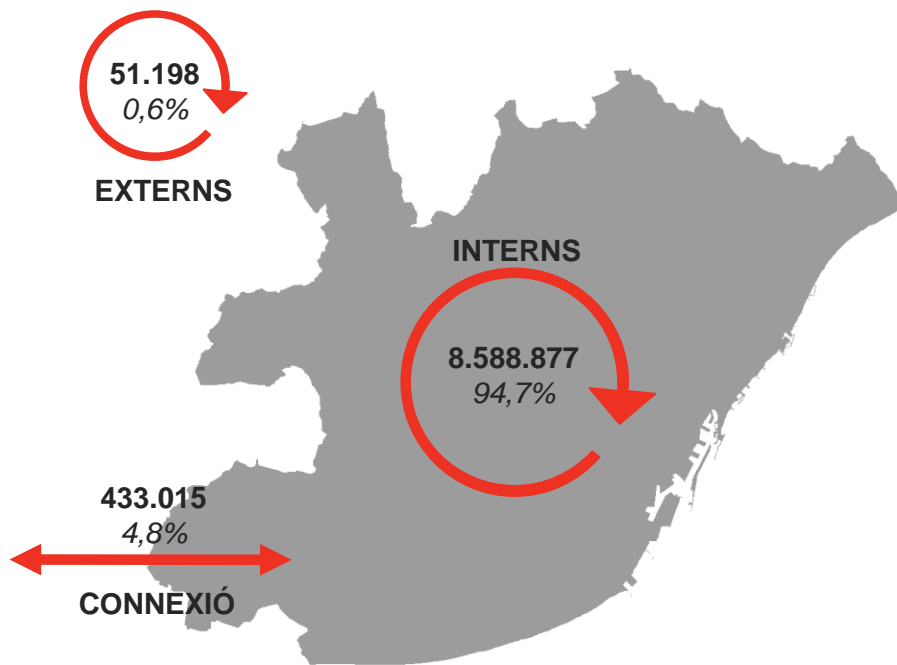 51.198
0,6%
EXTERNS
INTERNS
8.588.877
94,7%
433.015
4,8%
CONNEXIÓ